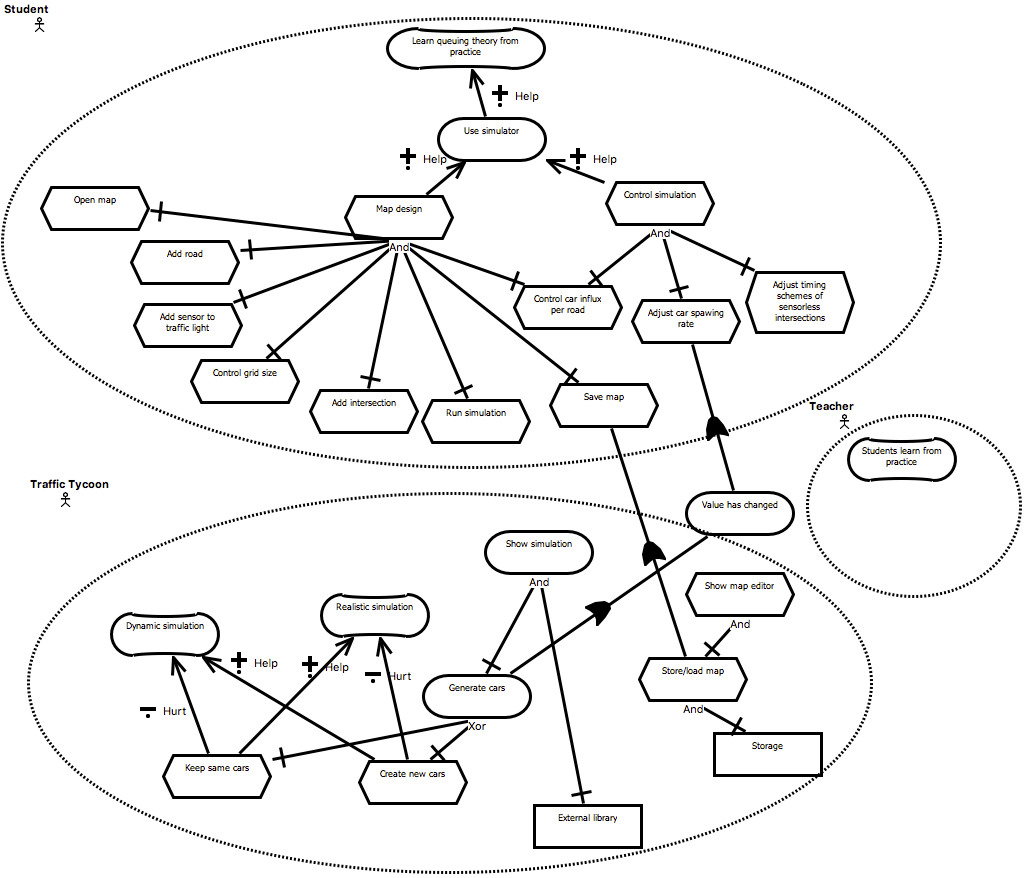 Student
Learn queuing theory from
practice
Help
Use simulator
Help
Help
Open map
Map design
Control simulation
And
And
Add road
Control car influx
per road
Adjust car spawing
rate
Adjust timing
schemes of
sensorless
intersections
Add sensor to
traffic light
Control grid size
Add intersection
Run simulation
Save map
Teacher
Students learn from
practice
Traffic Tycoon
Value has changed
Show simulation
And
Show map editor
And
Dynamic simulation
Realistic simulation
Help
Help
Hurt
Hurt
Generate cars
Xor
Store/load map
And
Keep same cars
Create new cars
Storage
External library